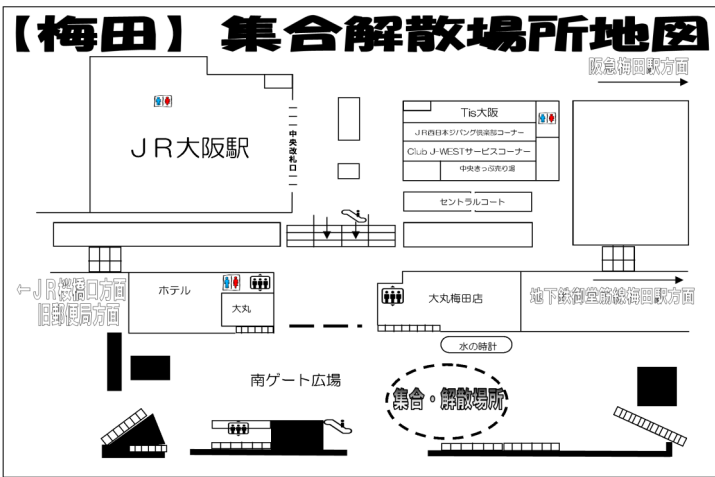 【梅田】 集合解散場所地図
阪急梅田駅方面
JR大阪駅
中央改札口
Tis大阪
JR西日本ジパング倶楽部コーナー
Club J-WESTサービスコーナー
中央きっぷ売り場
セントラルコート
←JR桜橋口方面
旧郵便局方面
ホテル
大丸
大丸梅田店
地下鉄御堂筋線梅田駅方面
水の時計
南ゲート広場
集合・解散場所